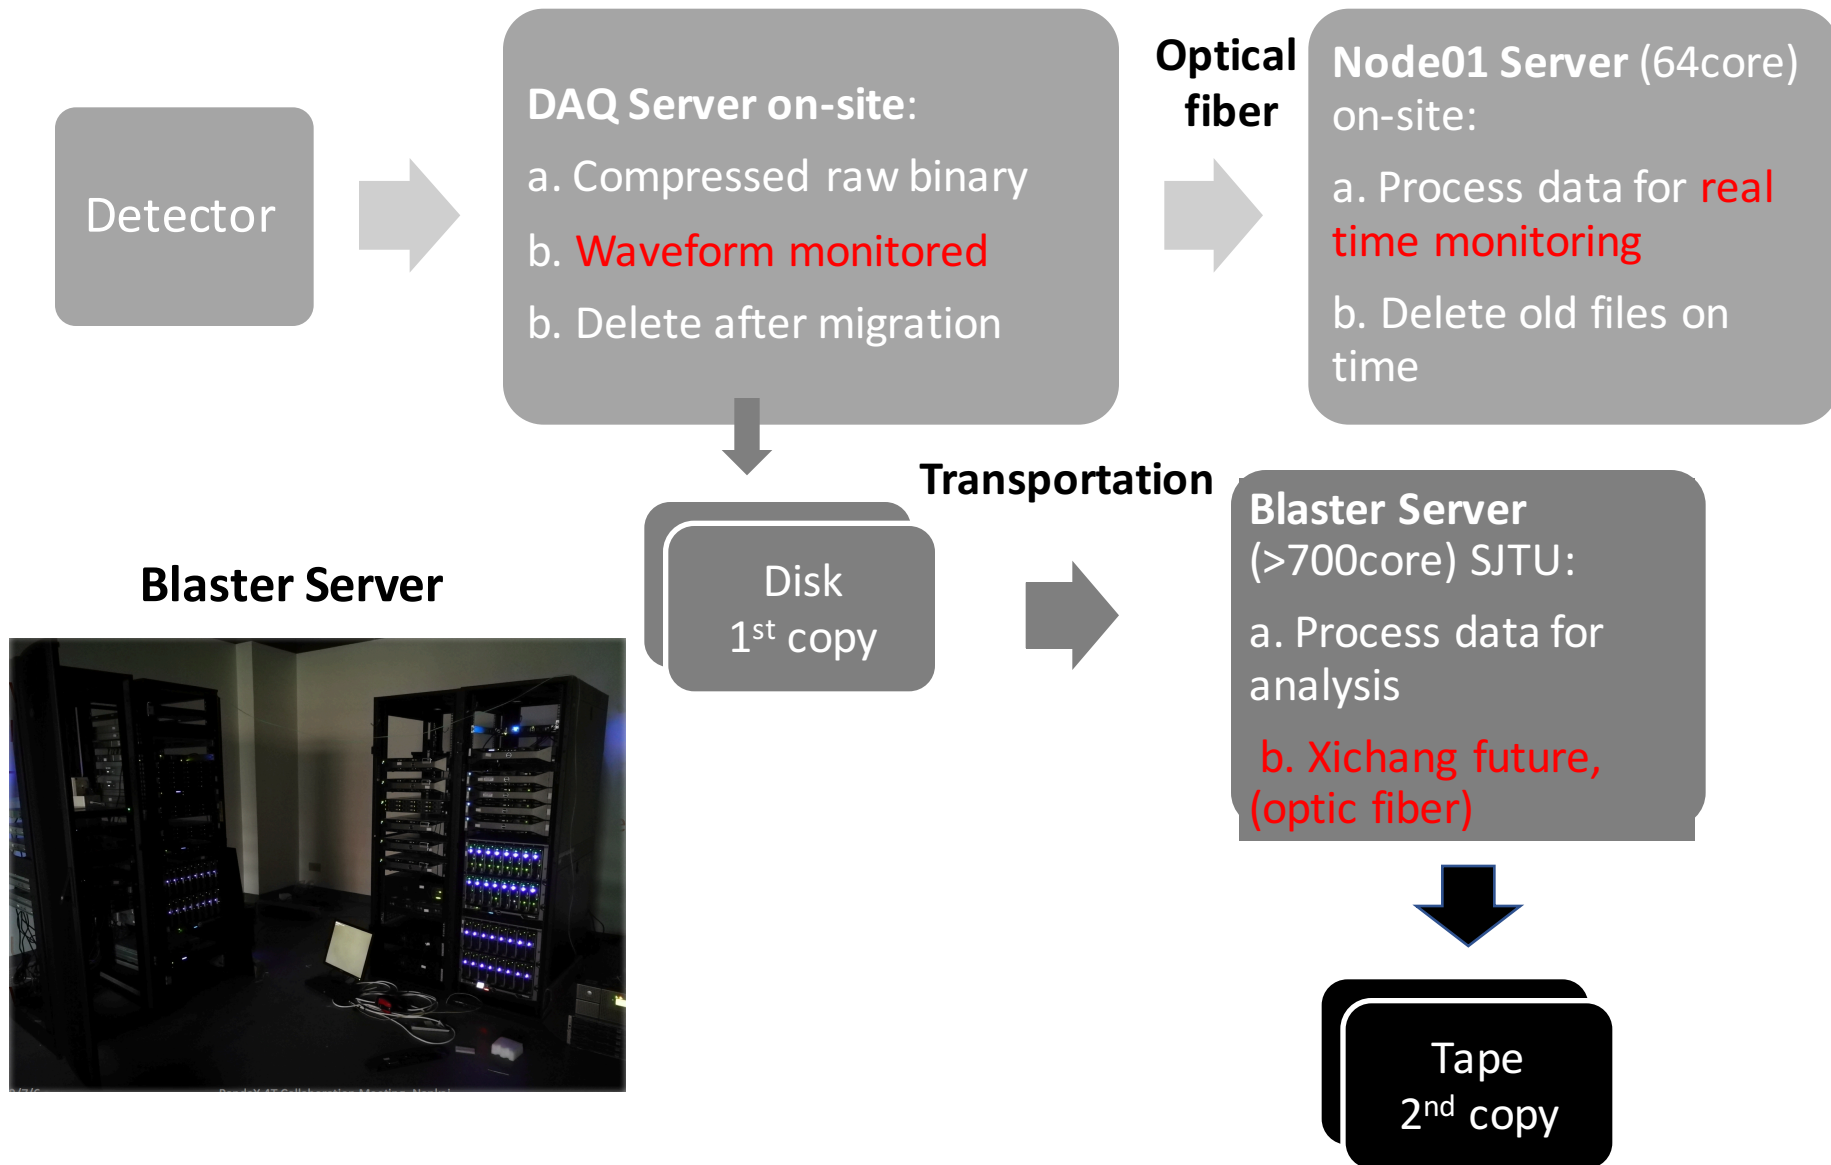 Detector
DAQ Server on-site:
a. Compressed raw binary
b. Waveform monitored
b. Delete after migration
Optical
fiber
Node01 Server (64core)
on-site:
a. Process data for real
time monitoring
b. Delete old files on
time
Disk
1st copy
Transportation
Blaster Server
(>700core) SJTU:
a. Process data for
analysis
b. Xichang future,
(optic fiber)
Tape
2nd copy
Blaster Server